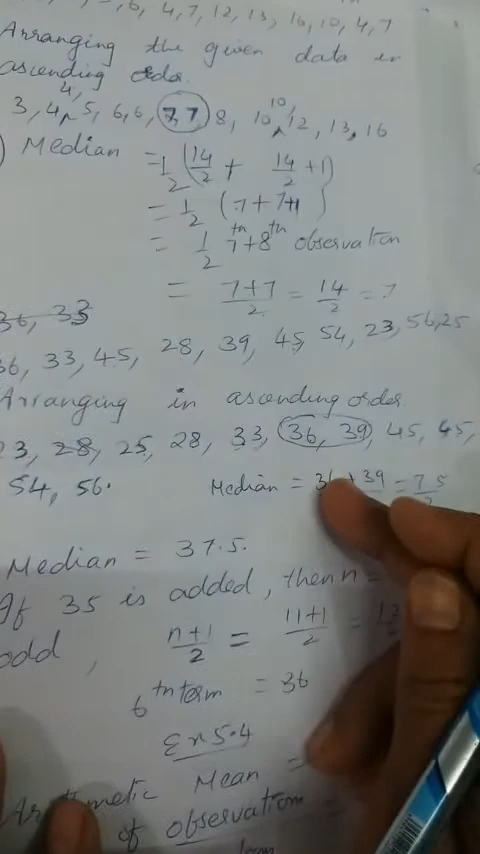 6, 4, 7, 12, 13, 16, 10, 4, 7
Arranging the given data in
ascending order.
3, 4, 4, 5, 6, 6, 7, 7, 8, 10, 10, 12, 13, 16
) Median = 1/2 (14/2 + 14/2 + 1)
= 1/2 (7 + 7+1)
= 1/2 7th + 8th observation
= 7+7/2 = 14/2 = 7
36, 33
36, 33, 45, 28, 39, 45, 54, 23, 56, 25
Arranging in ascending order
23, 28, 25, 28, 33, 36, 39, 45, 45,
54, 56.
Median = 36 + 39 = 75/2
Median = 37.5.
If 35 is added, then n =
odd, n+1/2 = 11+1/2 =
6th term = 36
Ex 5.4
Arithmetic Mean =
of observation